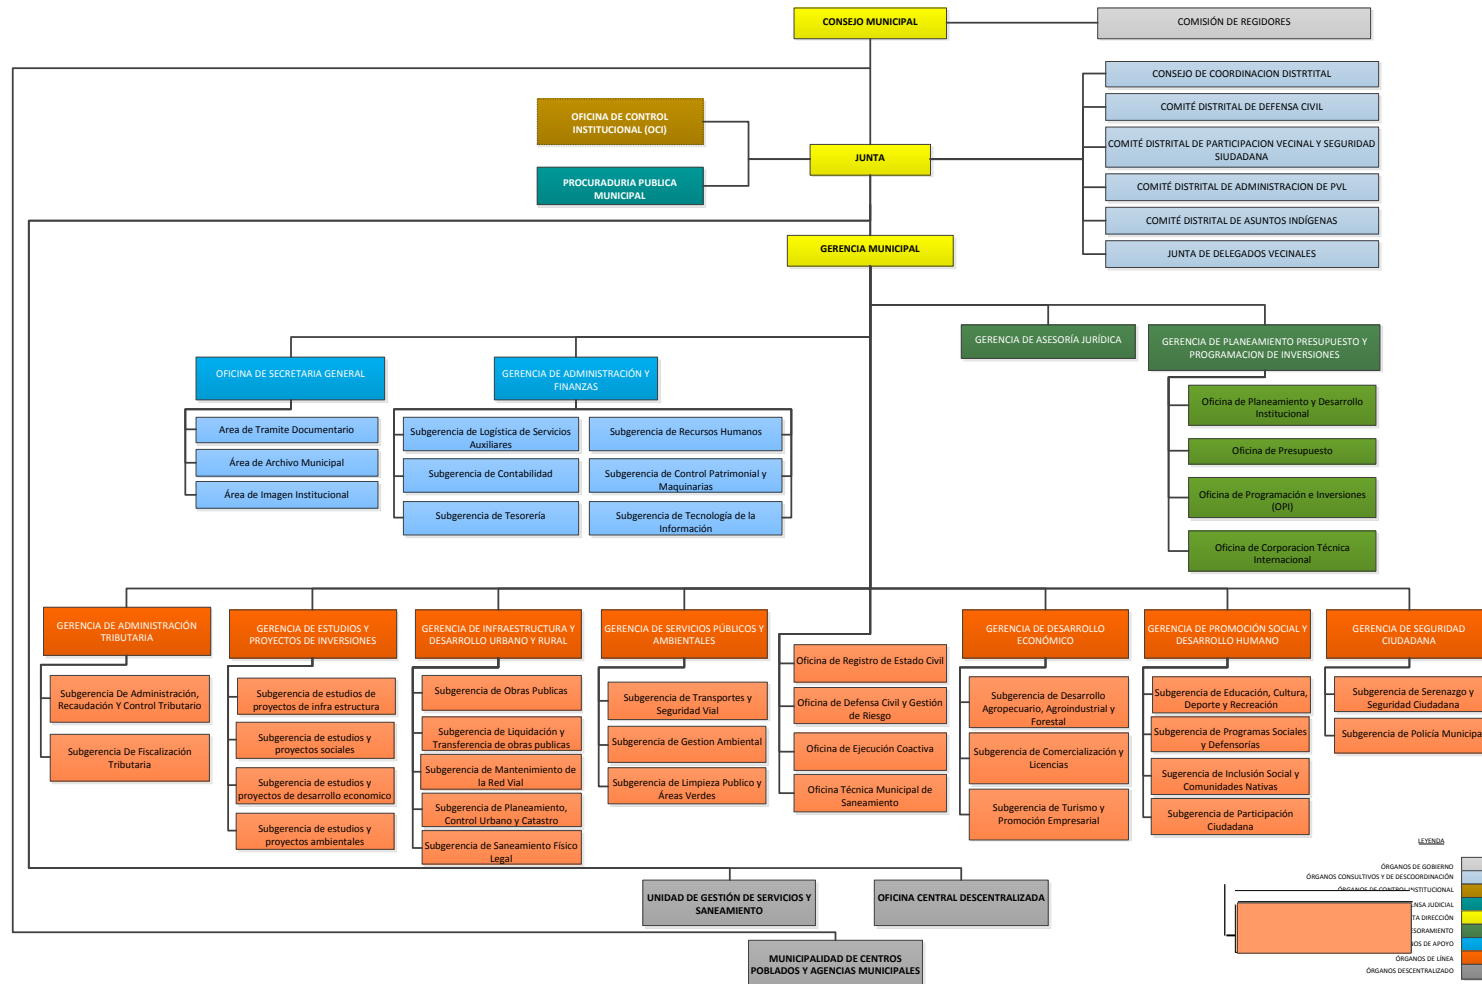 CONSEJO MUNICIPAL
COMISIÓN DE REGIDORES
CONSEJO DE COORDINACION DISTRTITAL
COMITÉ DISTRITAL DE DEFENSA CIVIL
COMITÉ DISTRITAL DE PARTICIPACION VECINAL Y SEGURIDAD
SIUDADANA
COMITÉ DISTRITAL DE ADMINISTRACION DE PVL
COMITÉ DISTRITAL DE ASUNTOS INDÍGENAS
JUNTA DE DELEGADOS VECINALES
OFICINA DE CONTROL
INSTITUCIONAL (OCI)
JUNTA
PROCURADURIA PUBLICA
MUNICIPAL
GERENCIA MUNICIPAL
GERENCIA DE ASESORÍA JURÍDICA
GERENCIA DE PLANEAMIENTO PRESUPUESTO Y
PROGRAMACION DE INVERSIONES
Oficina de Planeamiento y Desarrollo
Institucional
Oficina de Presupuesto
Oficina de Programación e Inversiones
(OPI)
Oficina de Corporacion Técnica
Internacional
OFICINA DE SECRETARIA GENERAL
Area de Tramite Documentario
Área de Archivo Municipal
Área de Imagen Institucional
GERENCIA DE ADMINISTRACIÓN Y
FINANZAS
Subgerencia de Logística de Servicios
Auxiliares
Subgerencia de Contabilidad
Subgerencia de Tesorería
Subgerencia de Recursos Humanos
Subgerencia de Control Patrimonial y
Maquinarias
Subgerencia de Tecnología de la
Información
GERENCIA DE ADMINISTRACIÓN
TRIBUTARIA
Subgerencia De Administración,
Recaudación Y Control Tributario
Subgerencia De Fiscalización
Tributaria
GERENCIA DE ESTUDIOS Y
PROYECTOS DE INVERSIONES
Subgerencia de estudios de
proyectos de infra estructura
Subgerencia de estudios y
proyectos sociales
Subgerencia de estudios y
proyectos de desarrollo economico
Subgerencia de estudios y
proyectos ambientales
GERENCIA DE INFRAESTRUCTURA Y
DESARROLLO URBANO Y RURAL
Subgerencia de Obras Publicas
Subgerencia de Liquidación y
Transferencia de obras publicas
Subgerencia de Mantenimiento de
la Red Vial
Subgerencia de Planeamiento,
Control Urbano y Catastro
Subgerencia de Saneamiento Físico
Legal
GERENCIA DE SERVICIOS PÚBLICOS Y
AMBIENTALES
Subgerencia de Transportes y
Seguridad Vial
Subgerencia de Gestion Ambiental
Subgerencia de Limpieza Publico y
Áreas Verdes
Oficina de Registro de Estado Civil
Oficina de Defensa Civil y Gestión
de Riesgo
Oficina de Ejecución Coactiva
Oficina Técnica Municipal de
Saneamiento
GERENCIA DE DESARROLLO
ECONÓMICO
Subgerencia de Desarrollo
Agropecuario, Agroindustrial y
Forestal
Subgerencia de Comercialización y
Licencias
Subgerencia de Turismo y
Promoción Empresarial
GERENCIA DE PROMOCIÓN SOCIAL Y
DESARROLLO HUMANO
Subgerencia de Educación, Cultura,
Deporte y Recreación
Subgerencia de Programas Sociales
y Defensorías
Sugerencia de Inclusión Social y
Comunidades Nativas
Subgerencia de Participación
Ciudadana
GERENCIA DE SEGURIDAD
CIUDADANA
Subgerencia de Serenazgo y
Seguridad Ciudadana
Subgerencia de Policía Municipa
UNIDAD DE GESTIÓN DE SERVICIOS Y
SANEAMIENTO
OFICINA CENTRAL DESCENTRALIZADA
MUNICIPALIDAD DE CENTROS
POBLADOS Y AGENCIAS MUNICIPALES
LEYENDA
ÓRGANOS DE GOBIERNO
ÓRGANOS CONSULTIVOS Y DE DESCOORDINACIÓN
ÓRGANOS DE CONTROL INSTITUCIONAL
NSA JUDICIAL
TA DIRECCIÓN
SORAMIENTO
OS DE APOYO
ÓRGANOS DE LÍNEA
ÓRGANOS DESCENTRALIZADO